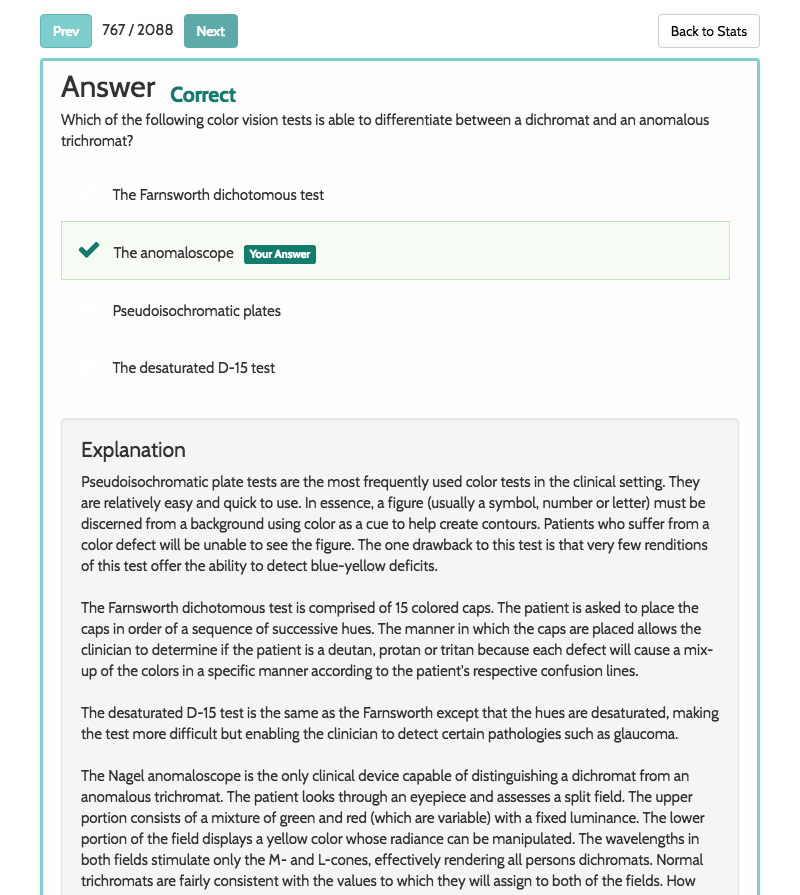 Prev 767 / 2088 Next Back to Stats
Answer Correct
Which of the following color vision tests is able to differentiate between a dichromat and an anomalous
trichromat?
The Farnsworth dichotomous test
The anomaloscope Your Answer
Pseudoisochromatic plates
The desaturated D-15 test
Explanation
Pseudoisochromatic plate tests are the most frequently used color tests in the clinical setting. They
are relatively easy and quick to use. In essence, a figure (usually a symbol, number or letter) must be
discerned from a background using color as a cue to help create contours. Patients who suffer from a
color defect will be unable to see the figure. The one drawback to this test is that very few renditions
of this test offer the ability to detect blue-yellow deficits.
The Farnsworth dichotomous test is comprised of 15 colored caps. The patient is asked to place the
caps in order of a sequence of successive hues. The manner in which the caps are placed allows the
clinician to determine if the patient is a deutan, protan or tritan because each defect will cause a mix-
up of the colors in a specific manner according to the patient's respective confusion lines.
The desaturated D-15 test is the same as the Farnsworth except that the hues are desaturated, making
the test more difficult but enabling the clinician to detect certain pathologies such as glaucoma.
The Nagel anomaloscope is the only clinical device capable of distinguishing a dichromat from an
anomalous trichromat. The patient looks through an eyepiece and assesses a split field. The upper
portion consists of a mixture of green and red (which are variable) with a fixed luminance. The lower
portion of the field displays a yellow color whose radiance can be manipulated. The wavelengths in
both fields stimulate only the M- and L-cones, effectively rendering all persons dichromats. Normal
trichromats are fairly consistent with the values to which they will assign to both of the fields. How